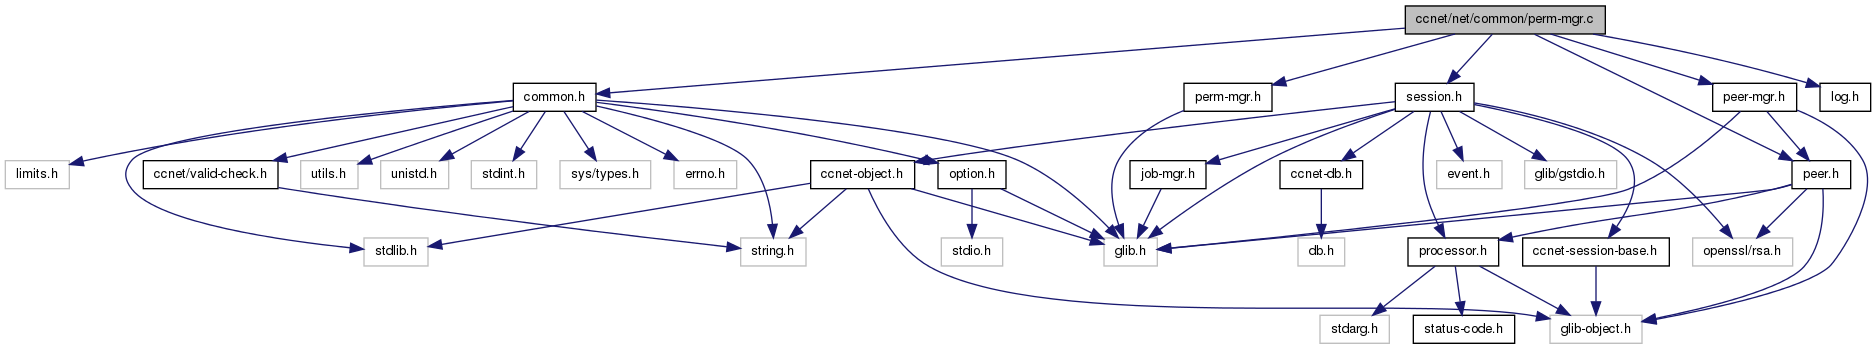 ccnet/net/common/perm-mgr.c
common.h
perm-mgr.h
session.h
peer-mgr.h
log.h
limits.h
ccnet/valid-check.h
utils.h
unistd.h
stdint.h
sys/types.h
errno.h
ccnet-object.h
option.h
job-mgr.h
ccnet-db.h
event.h
glib/gstdio.h
peer.h
stdlib.h
string.h
stdio.h
glib.h
db.h
processor.h
ccnet-session-base.h
openssl/rsa.h
stdarg.h
status-code.h
glib-object.h